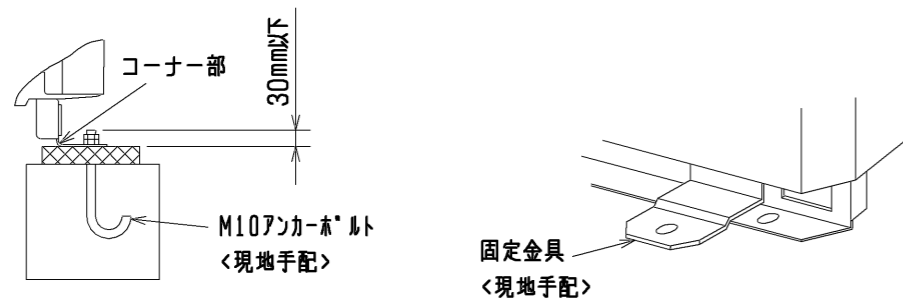 コーナー部
30mm以下
M10アンカーボルト
<現地手配>
固定金具
<現地手配>